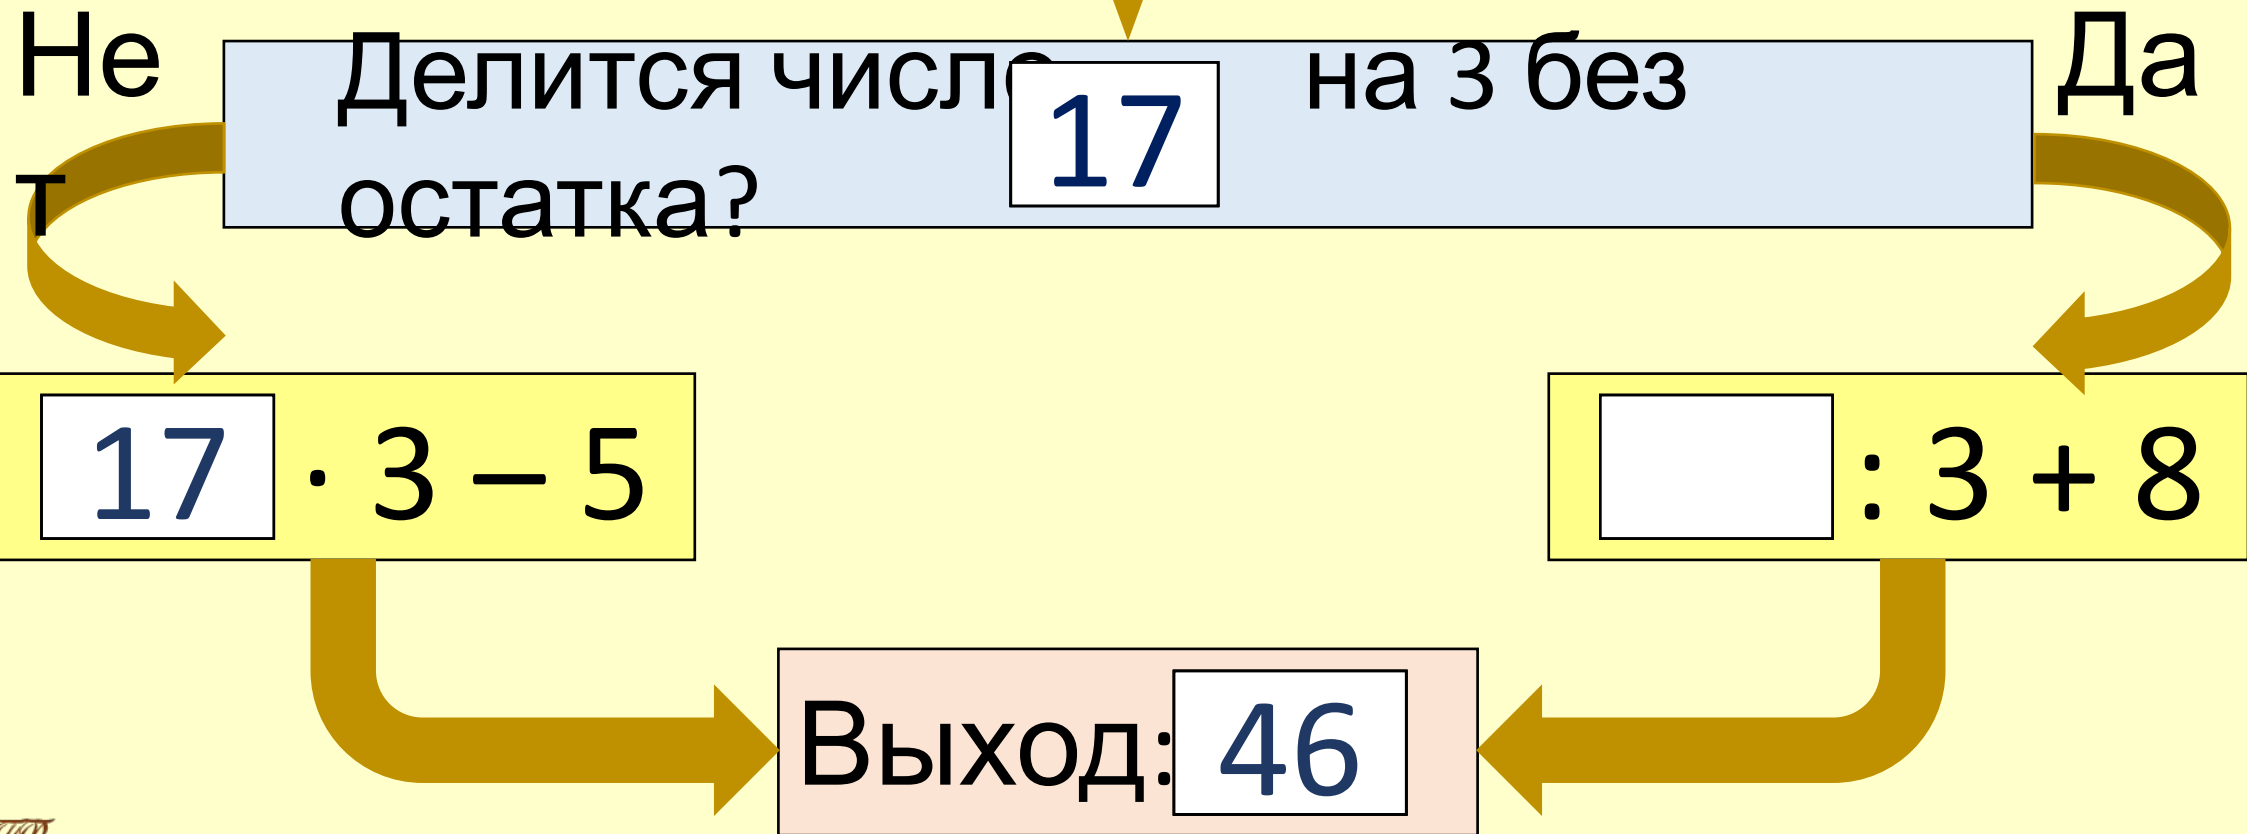 Не
т
Делится число 17 на 3 без
остатка?
Да
17 · 3 – 5
: 3 + 8
Выход: 46